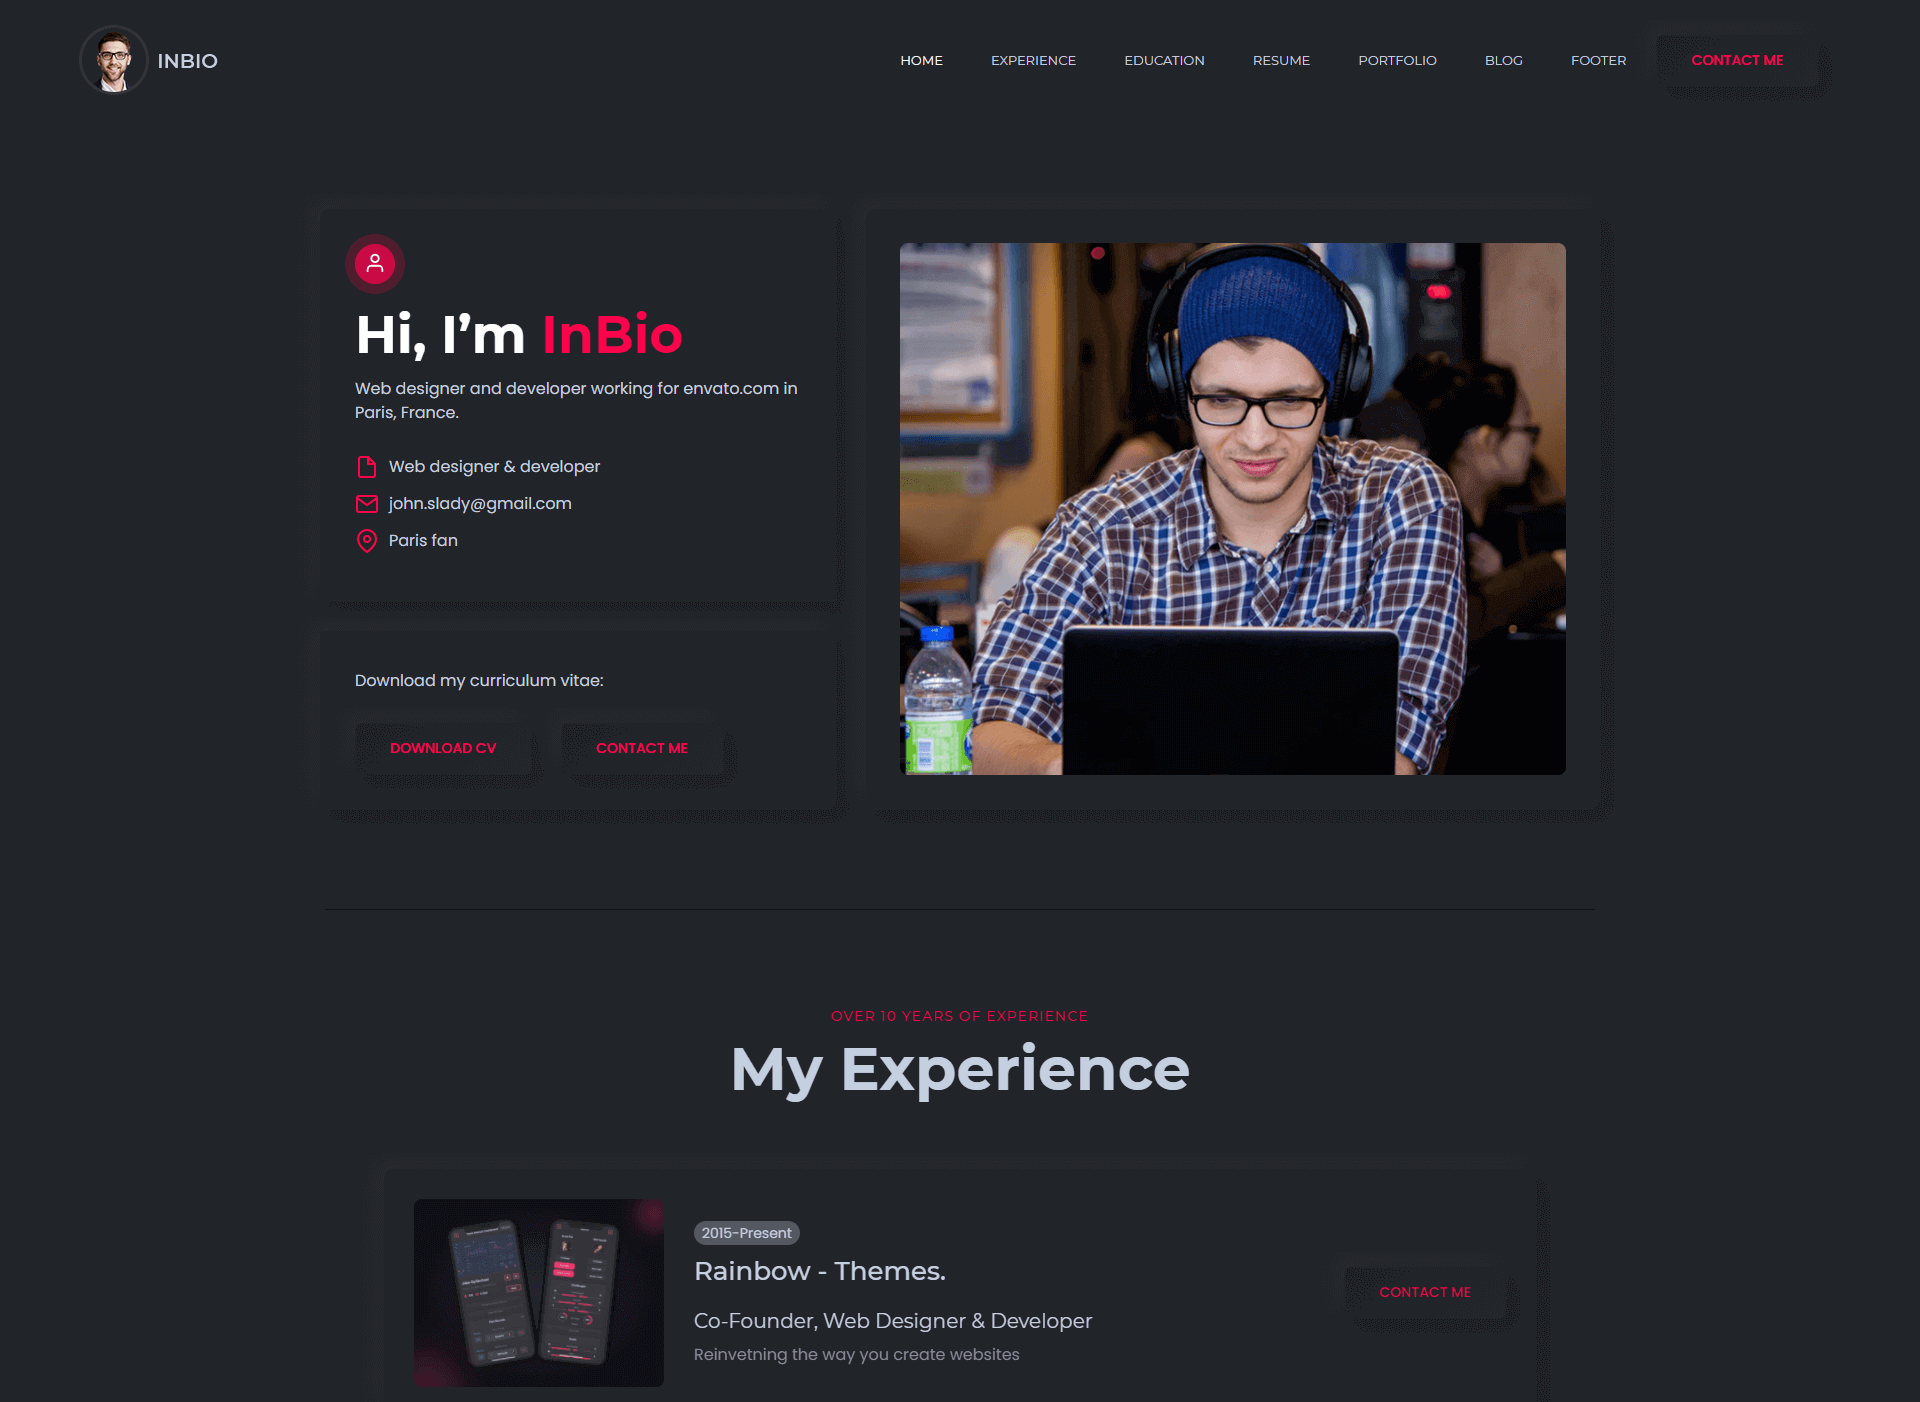 INBIO
HOME
EXPERIENCE
EDUCATION
RESUME
PORTFOLIO
BLOG
FOOTER
CONTACT ME
Hi, I’m InBio
Web designer and developer working for envato.com in
Paris, France.
Web designer & developer
john.slady@gmail.com
Paris fan
Download my curriculum vitae:
DOWNLOAD CV
CONTACT ME
OVER 10 YEARS OF EXPERIENCE
My Experience
2015-Present
Rainbow - Themes.
Co-Founder, Web Designer & Developer
Reinvetning the way you create websites
CONTACT ME